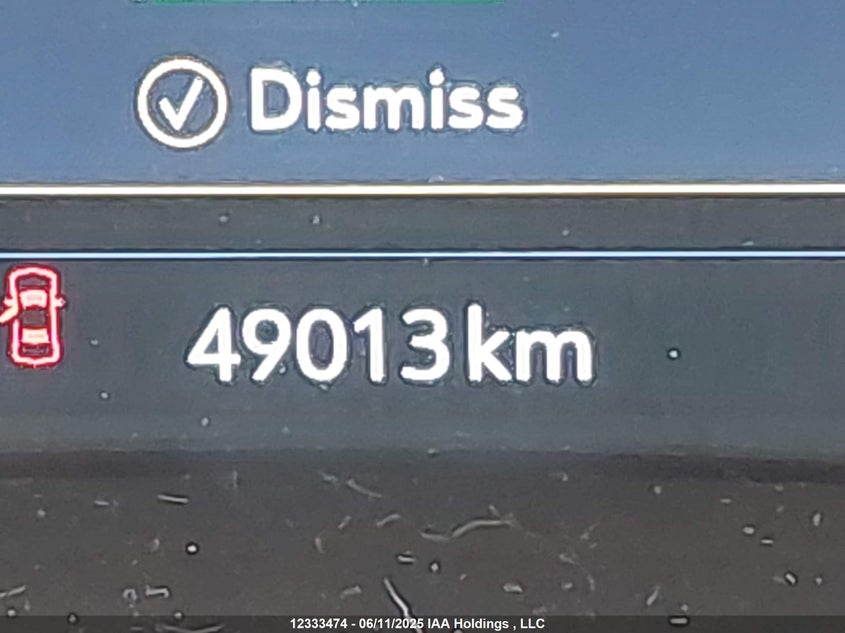 Dismiss
49013 km
12333474 - 06/11/2025 IAA Holdings , LLC